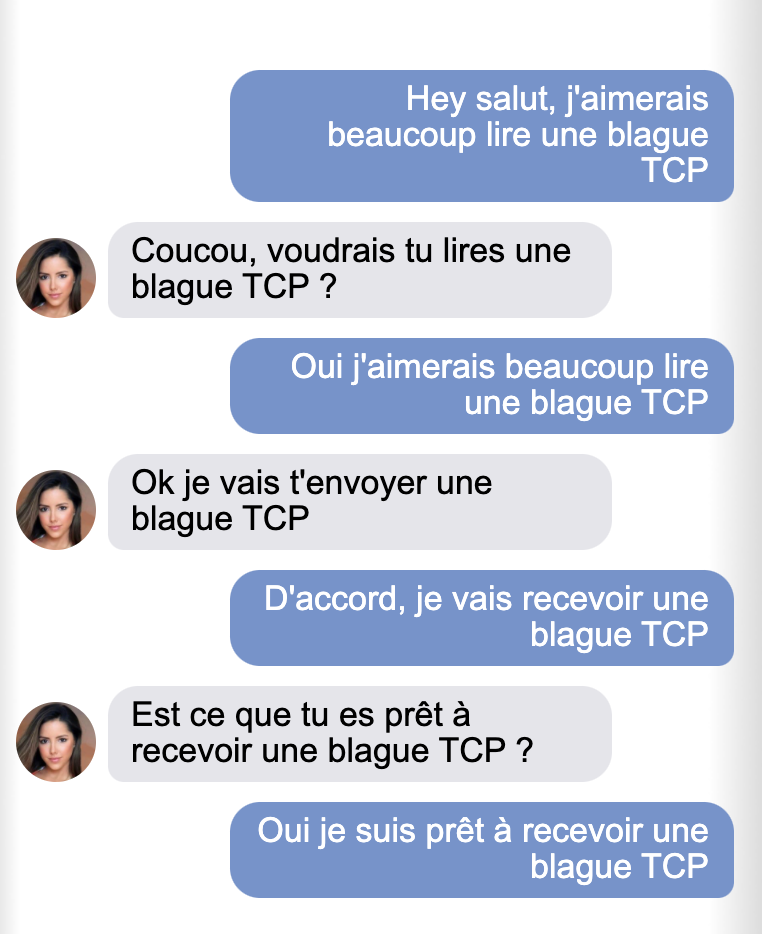 Hey salut, j'aimerais
beaucoup lire une blague
TCP
Coucou, voudrais tu lires une
blague TCP ?
Oui j'aimerais beaucoup lire
une blague TCP
Ok je vais t'envoyer une
blague TCP
D'accord, je vais recevoir une
blague TCP
Est ce que tu es prêt à
recevoir une blague TCP ?
Oui je suis prêt à recevoir une
blague TCP